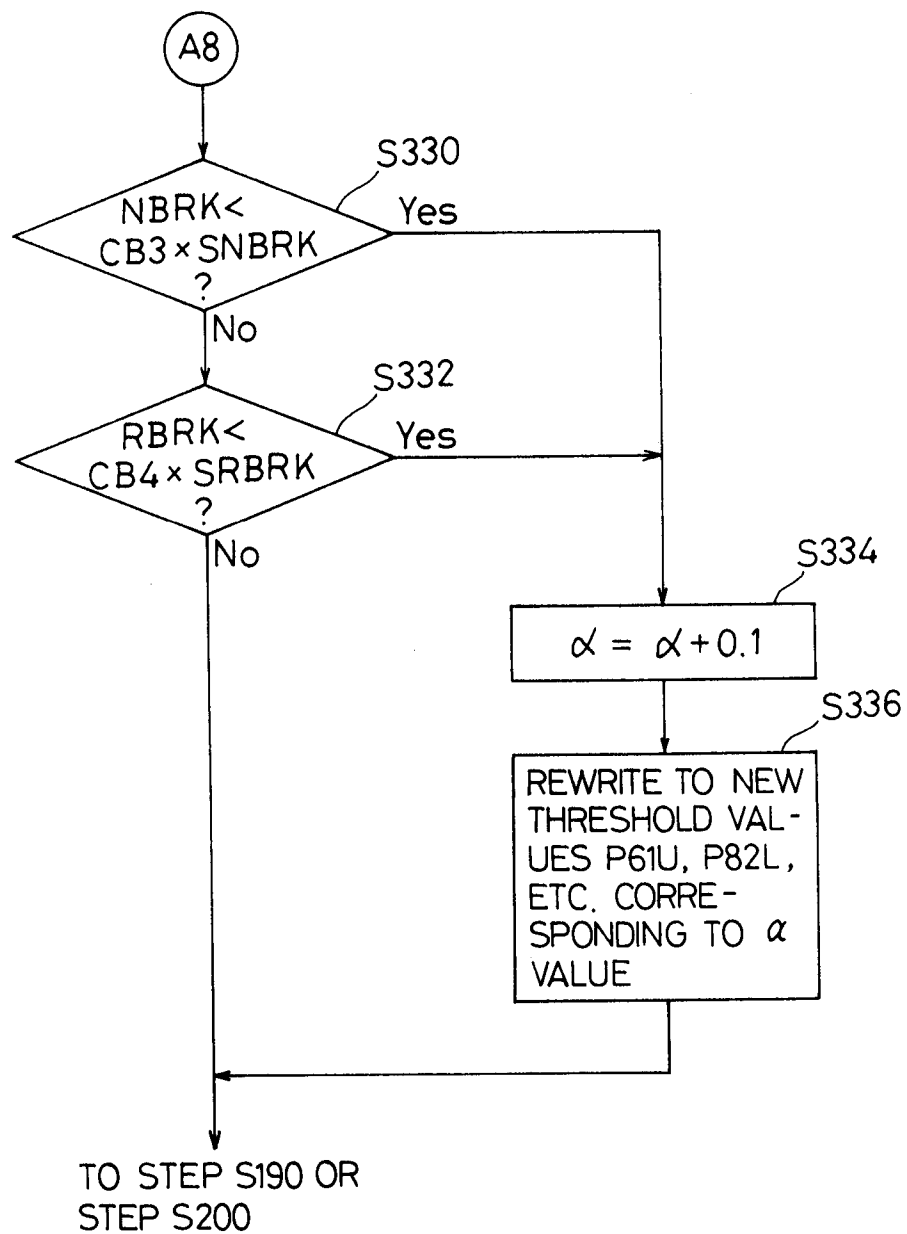 A8
S330
NBRK<
CB3×SNBRK
?
Yes
No
S332
RBRK<
CB4×SRBRK
?
Yes
No
S334
α = α+0.1
S336
REWRITE TO NEW
THRESHOLD VAL-
UES P61U, P82L,
ETC. CORRE-
SPONDING TO α
VALUE
TO STEP S190 OR
STEP S200